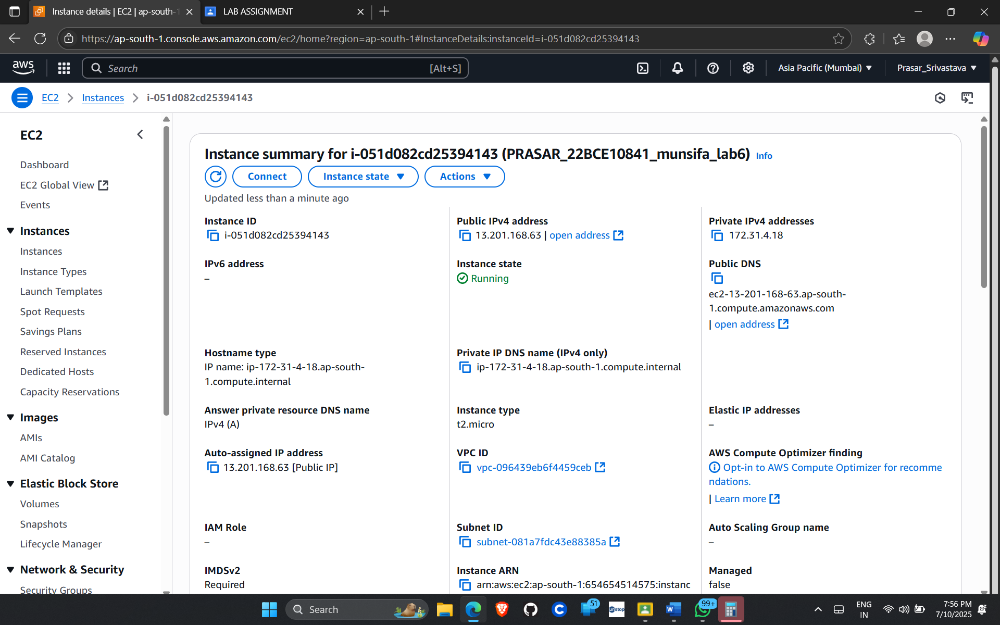 Instance details | EC2 | ap-south-1
LAB ASSIGNMENT
https://ap-south-1.console.aws.amazon.com/ec2/home?region=ap-south-1#InstanceDetails:instanceId=i-051d082cd25394143
aws
Search
[Alt+S]
Asia Pacific (Mumbai)
Prasar_Srivastava
EC2
Instances
i-051d082cd25394143
EC2
Dashboard
EC2 Global View
Events
Instances
Instances
Instance Types
Launch Templates
Spot Requests
Savings Plans
Reserved Instances
Dedicated Hosts
Capacity Reservations
Images
AMIs
AMI Catalog
Elastic Block Store
Volumes
Snapshots
Lifecycle Manager
Network & Security
Security Groups
Instance summary for i-051d082cd25394143 (PRASAR_22BCE10841_munsifa_lab6) Info
Connect
Instance state
Actions
Updated less than a minute ago
Instance ID
i-051d082cd25394143
Public IPv4 address
13.201.168.63 | open address
Private IPv4 addresses
172.31.4.18
IPv6 address
–
Instance state
Running
Public DNS
ec2-13-201-168-63.ap-south-
1.compute.amazonaws.com
| open address
Hostname type
IP name: ip-172-31-4-18.ap-south-
1.compute.internal
Private IP DNS name (IPv4 only)
ip-172-31-4-18.ap-south-1.compute.internal
Answer private resource DNS name
IPv4 (A)
Instance type
t2.micro
Elastic IP addresses
–
Auto-assigned IP address
13.201.168.63 [Public IP]
VPC ID
vpc-096439eb6f4459ceb
AWS Compute Optimizer finding
Opt-in to AWS Compute Optimizer for recomme
ndations.
| Learn more
IAM Role
–
Subnet ID
subnet-081a7fdc43e88385a
Auto Scaling Group name
–
IMDSv2
Required
Instance ARN
arn:aws:ec2:ap-south-1:654654514575:instanc
Managed
false
Search
51
unstop
99+
ENG
IN
7:56 PM
7/10/2025